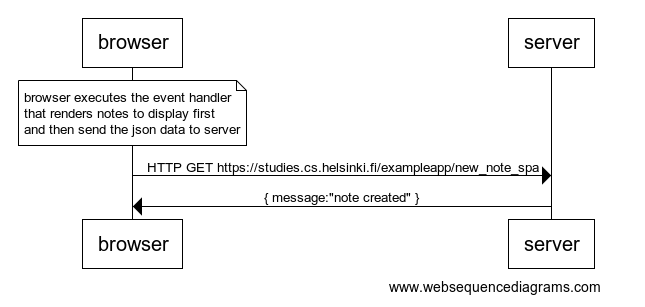 browser
server
browser executes the event handler
that renders notes to display first
and then send the json data to server
HTTP GET https://studies.cs.helsinki.fi/exampleapp/new_note_spa
{ message:"note created" }
browser
server
www.websequencediagrams.com